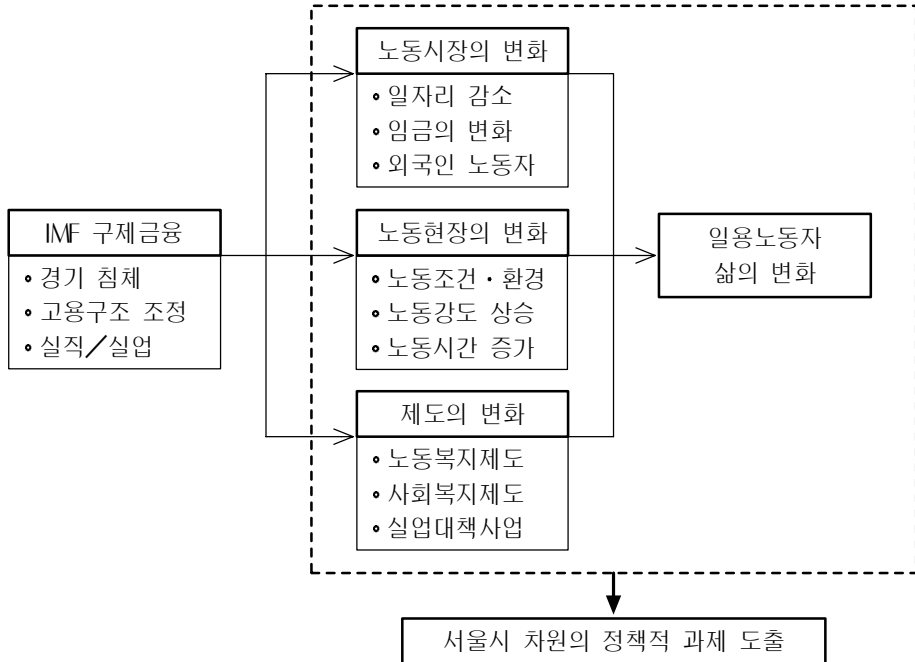 노동시장의 변화
∘ 일자리 감소
∘ 임금의 변화
∘ 외국인 노동자
IMF 구제금융
∘ 경기 침체
∘ 고용구조 조정
∘ 실직／실업
노동현장의 변화
∘ 노동조건·환경
∘ 노동강도 상승
∘ 노동시간 증가
일용노동자
삶의 변화
제도의 변화
∘ 노동복지제도
∘ 사회복지제도
∘ 실업대책사업
서울시 차원의 정책적 과제 도출